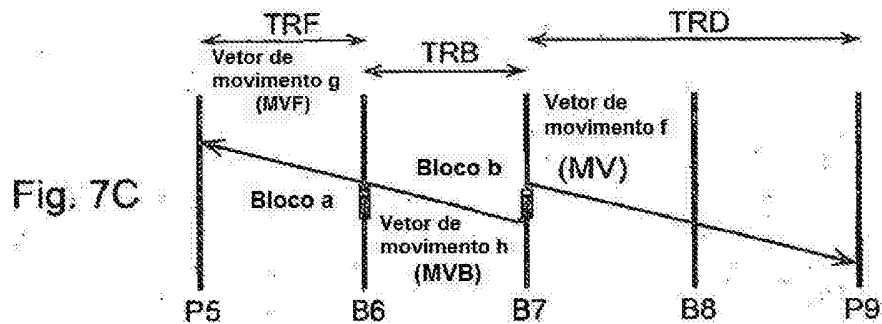 TRF
TRB
TRD
Vetor de
movimento g
(MVF)
Vetor de
movimento f
(MV)
Bloco b
Fig. 7C
Bloco a
Vetor de
movimento h
(MVB)
P5
B6
B7
B8
P9